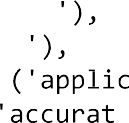 '),
'),
('applic
'accurat